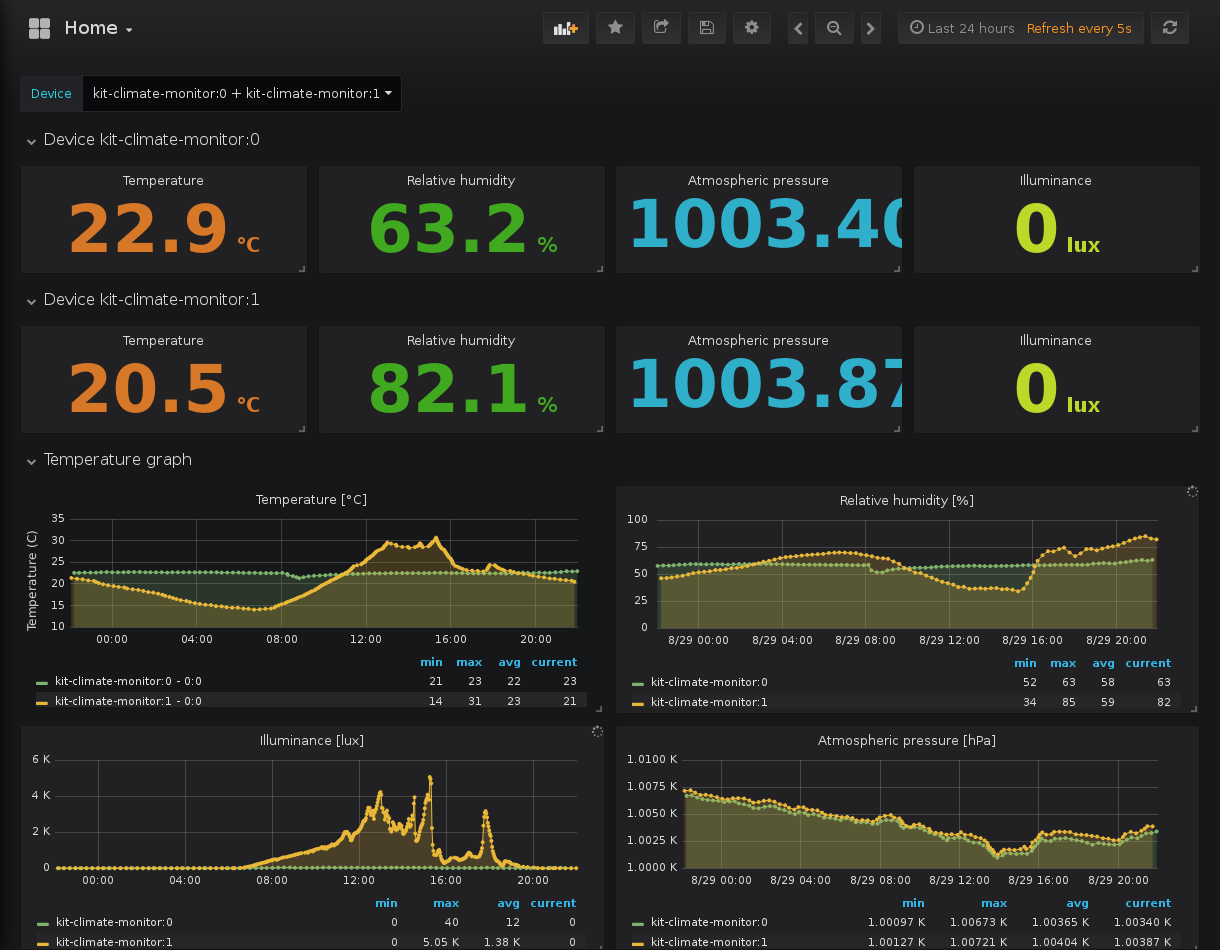 Home
Last 24 hours Refresh every 5s
Device kit-climate-monitor:0 + kit-climate-monitor:1
Device kit-climate-monitor:0
Temperature Relative humidity Atmospheric pressure Illuminance
22.9 °C 63.2 % 1003.40 0 lux
Device kit-climate-monitor:1
Temperature Relative humidity Atmospheric pressure Illuminance
20.5 °C 82.1 % 1003.87 0 lux
Temperature graph
Temperature [°C]
Temperature (C)
35
30
25
20
15
10
00:00 04:00 08:00 12:00 16:00 20:00
min max avg current
kit-climate-monitor:0 - 0:0 21 23 22 23
kit-climate-monitor:1 - 0:0 14 31 23 21
Relative humidity [%]
100
75
50
25
0
8/29 00:00 8/29 04:00 8/29 08:00 8/29 12:00 8/29 16:00 8/29 20:00
min max avg current
kit-climate-monitor:0 52 63 58 63
kit-climate-monitor:1 34 85 59 82
Illuminance [lux]
6 K
4 K
2 K
0
00:00 04:00 08:00 12:00 16:00 20:00
min max avg current
kit-climate-monitor:0 0 40 12 0
kit-climate-monitor:1 0 5.05 K 1.38 K 0
Atmospheric pressure [hPa]
1.0100 K
1.0075 K
1.0050 K
1.0025 K
1.0000 K
8/29 00:00 8/29 04:00 8/29 08:00 8/29 12:00 8/29 16:00 8/29 20:00
min max avg current
kit-climate-monitor:0 1.00097 K 1.00673 K 1.00365 K 1.00340 K
kit-climate-monitor:1 1.00127 K 1.00721 K 1.00404 K 1.00387 K